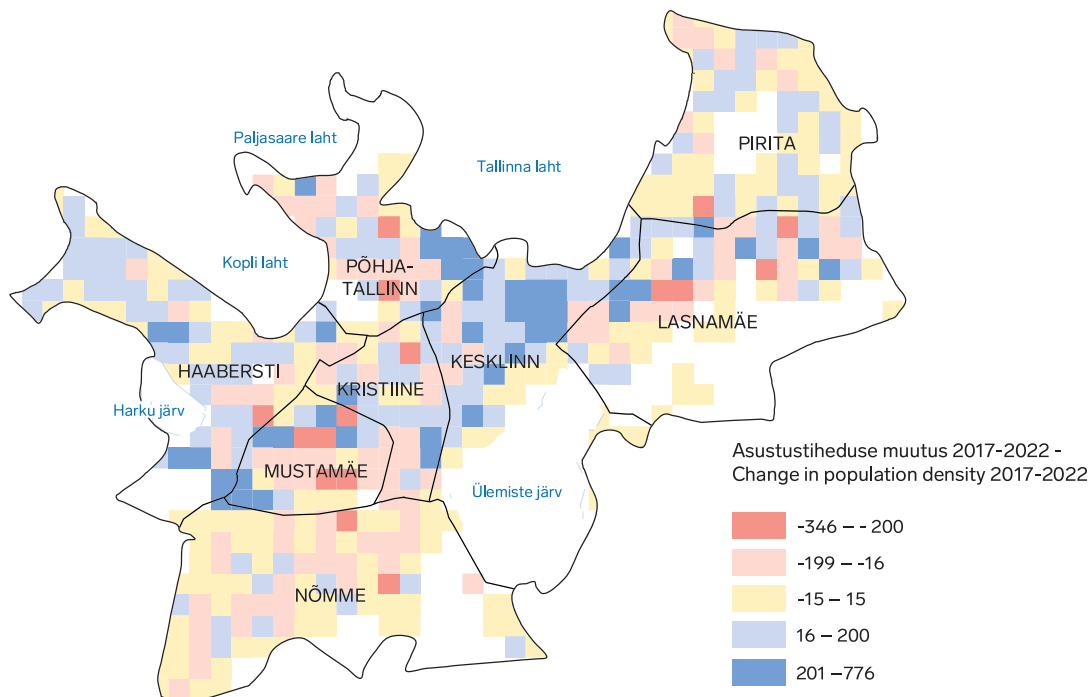 Paljasaare laht
Tallinna laht
PIRITA
Kopli laht
PÕHJA-
TALLINN
LASNAMÄE
KESKLINN
HAABERSTI
KRISTIINE
Harku järv
MUSTAMÄE
Ülemiste järv
NÕMME
Asustustiheduse muutus 2017-2022 -
Change in population density 2017-2022
-346 – - 200
-199 – -16
-15 – 15
16 – 200
201 –776